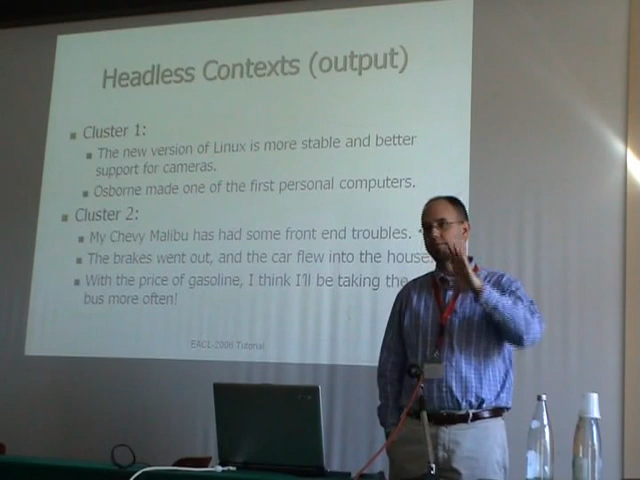 Headless Contexts (output)
Cluster 1:
The new version of Linux is more stable and better
support for cameras.
Osborne made one of the first personal computers.
Cluster 2:
My Chevy Malibu has had some front end troubles.
The brakes went out, and the car flew into the house.
With the price of gasoline, I think I'll be taking the
bus more often!
EACL-2006 Tutorial